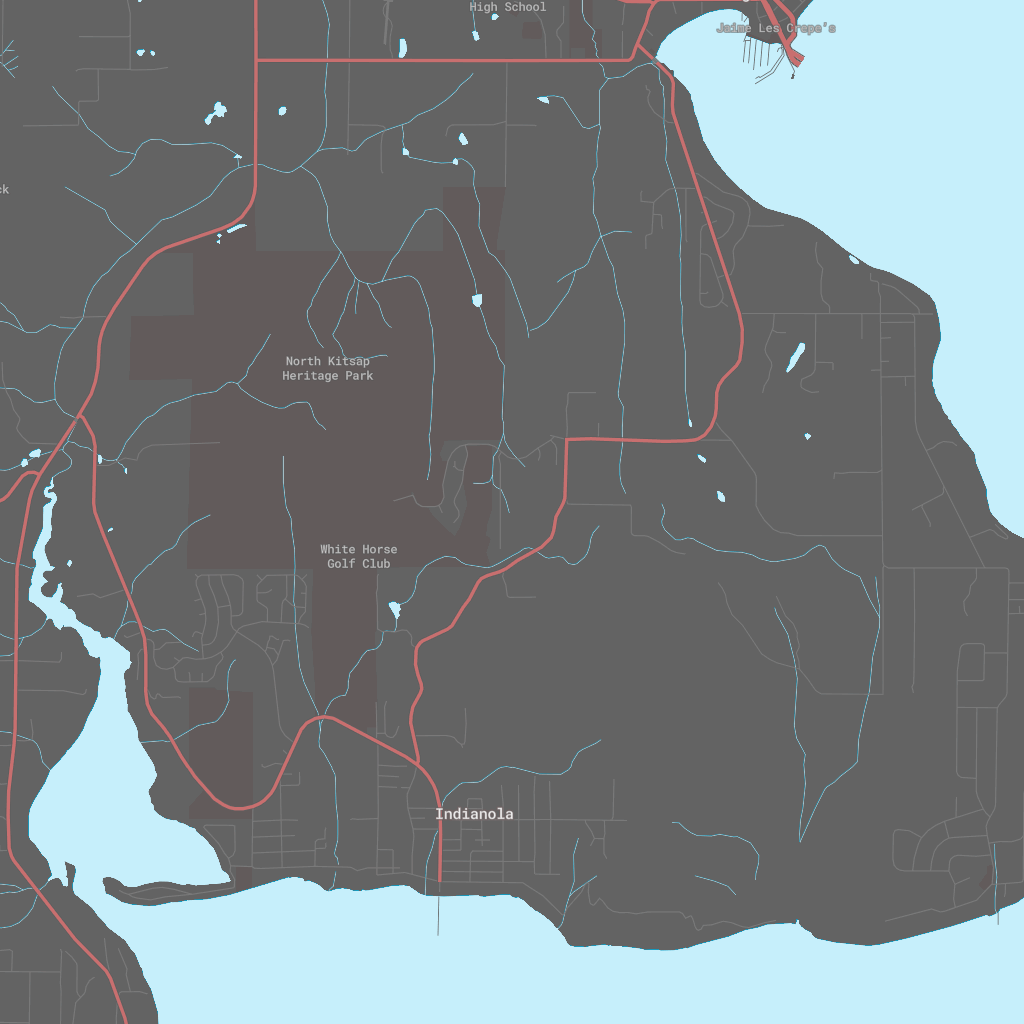 High School
Jaime Les Crepe's
ck
North Kitsap
Heritage Park
White Horse
Golf Club
Indianola